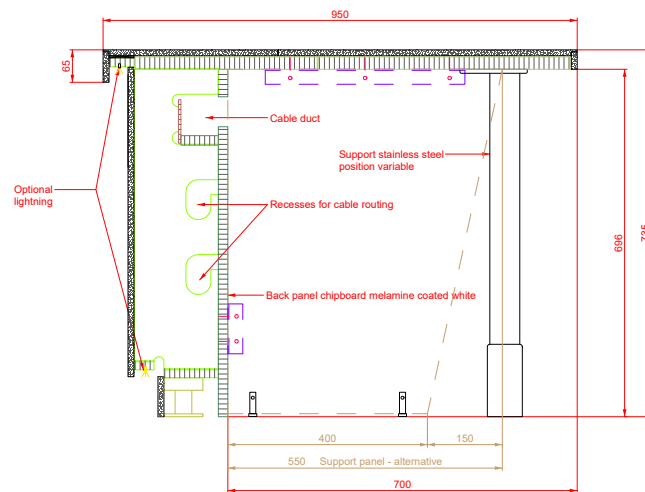 950
65
Cable duct
Support stainless steel
position variable
Optional
lightning
Recesses for cable routing
696
Back panel chipboard melamine coated white
400
150
550 Support panel - alternative
700